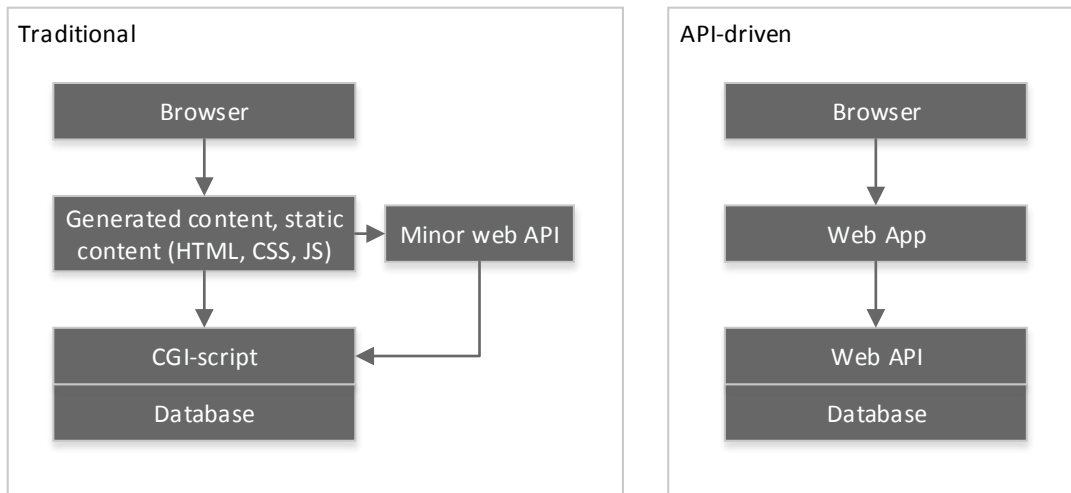 Traditional
Browser
Generated content, static
content (HTML, CSS, JS)
Minor web API
CGI-script
Database
API-driven
Browser
Web App
Web API
Database